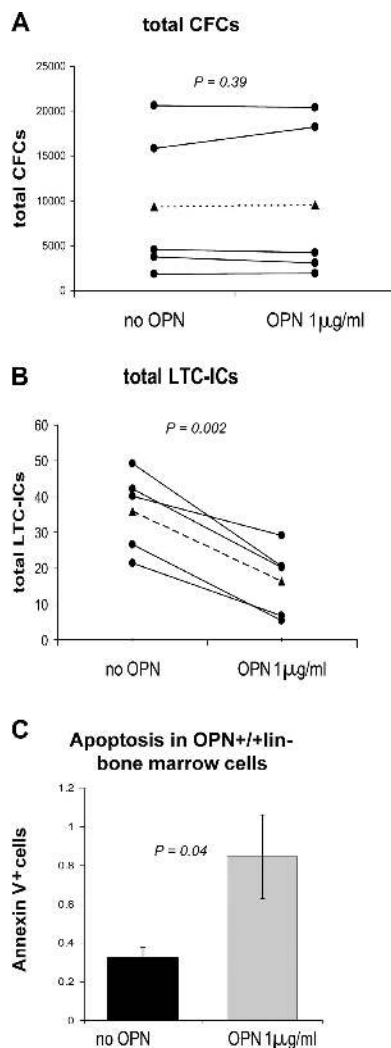 A
total CFCs
25000
20000
15000
10000
5000
0
total CFCs
P = 0.39
no OPN
OPN 1µg/ml
B
total LTC-ICs
60
50
40
30
20
10
0
total LTC-ICs
P = 0.002
no OPN
OPN 1µg/ml
C
Apoptosis in OPN+/+lin-
bone marrow cells
1.2
1
0.8
0.6
0.4
0.2
0
Annexin V+cells
P = 0.04
no OPN
OPN 1µg/ml